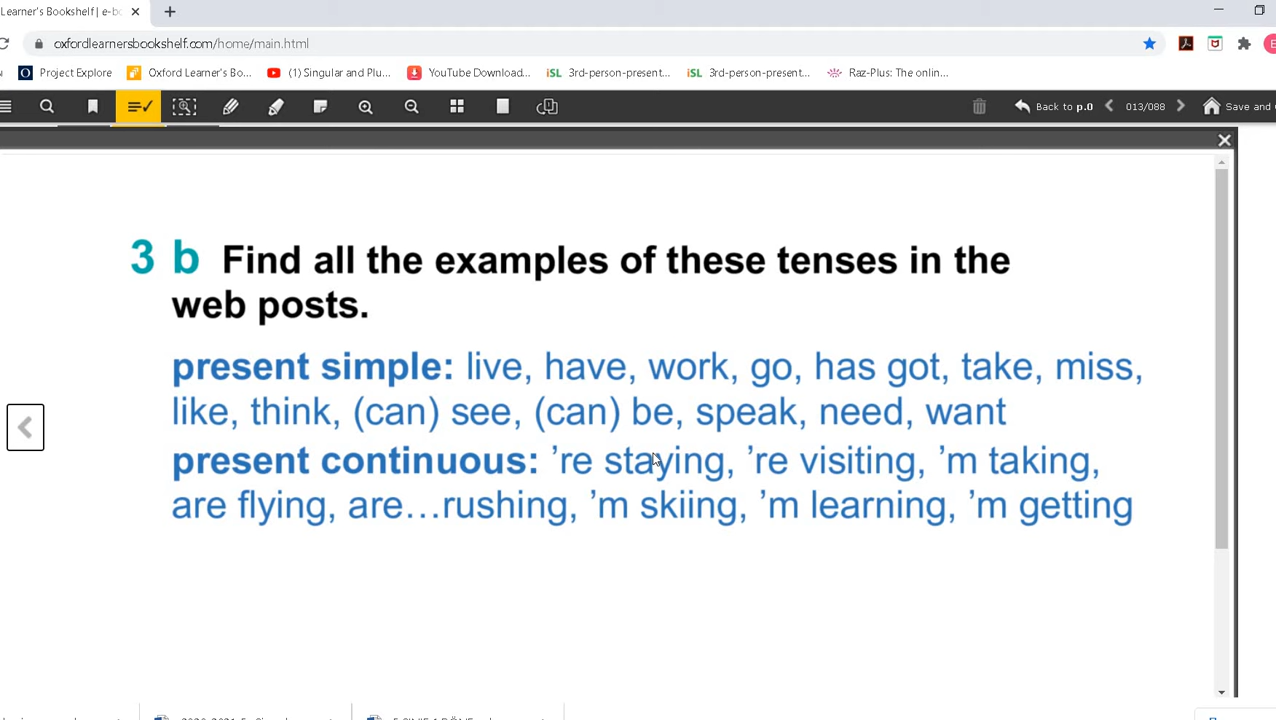 Learner's Bookshelf | e-b
oxfordlearnersbookshelf.com/home/main.html
Project Explore
Oxford Learner's Bo...
(1) Singular and Plu...
YouTube Download...
iSL 3rd-person-present...
iSL 3rd-person-present...
Raz-Plus: The onlin...
Back to p.0
013/088
Save and
3 b Find all the examples of these tenses in the
web posts.
present simple: live, have, work, go, has got, take, miss,
like, think, (can) see, (can) be, speak, need, want
present continuous: ’re staying, ’re visiting, ’m taking,
are flying, are…rushing, ’m skiing, ’m learning, ’m getting